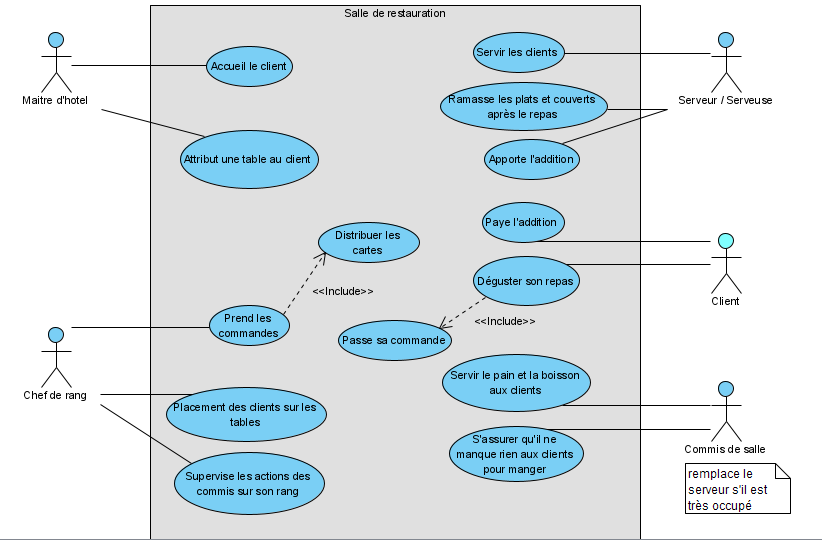 Salle de restauration
Maitre d'hotel
Accueil le client
Attribut une table au client
Servir les clients
Ramasse les plats et couverts
après le repas
Apporte l'addition
Serveur / Serveuse
Distribuer les
cartes
<<Include>>
Prend les
commandes
Paye l'addition
Déguster son repas
<<Include>>
Passe sa commande
Client
Chef de rang
Placement des clients sur les
tables
Supervise les actions des
commis sur son rang
Servir le pain et la boisson
aux clients
S'assurer qu'il ne
manque rien aux clients
pour manger
Commis de salle
remplace le
serveur s'il est
très occupé